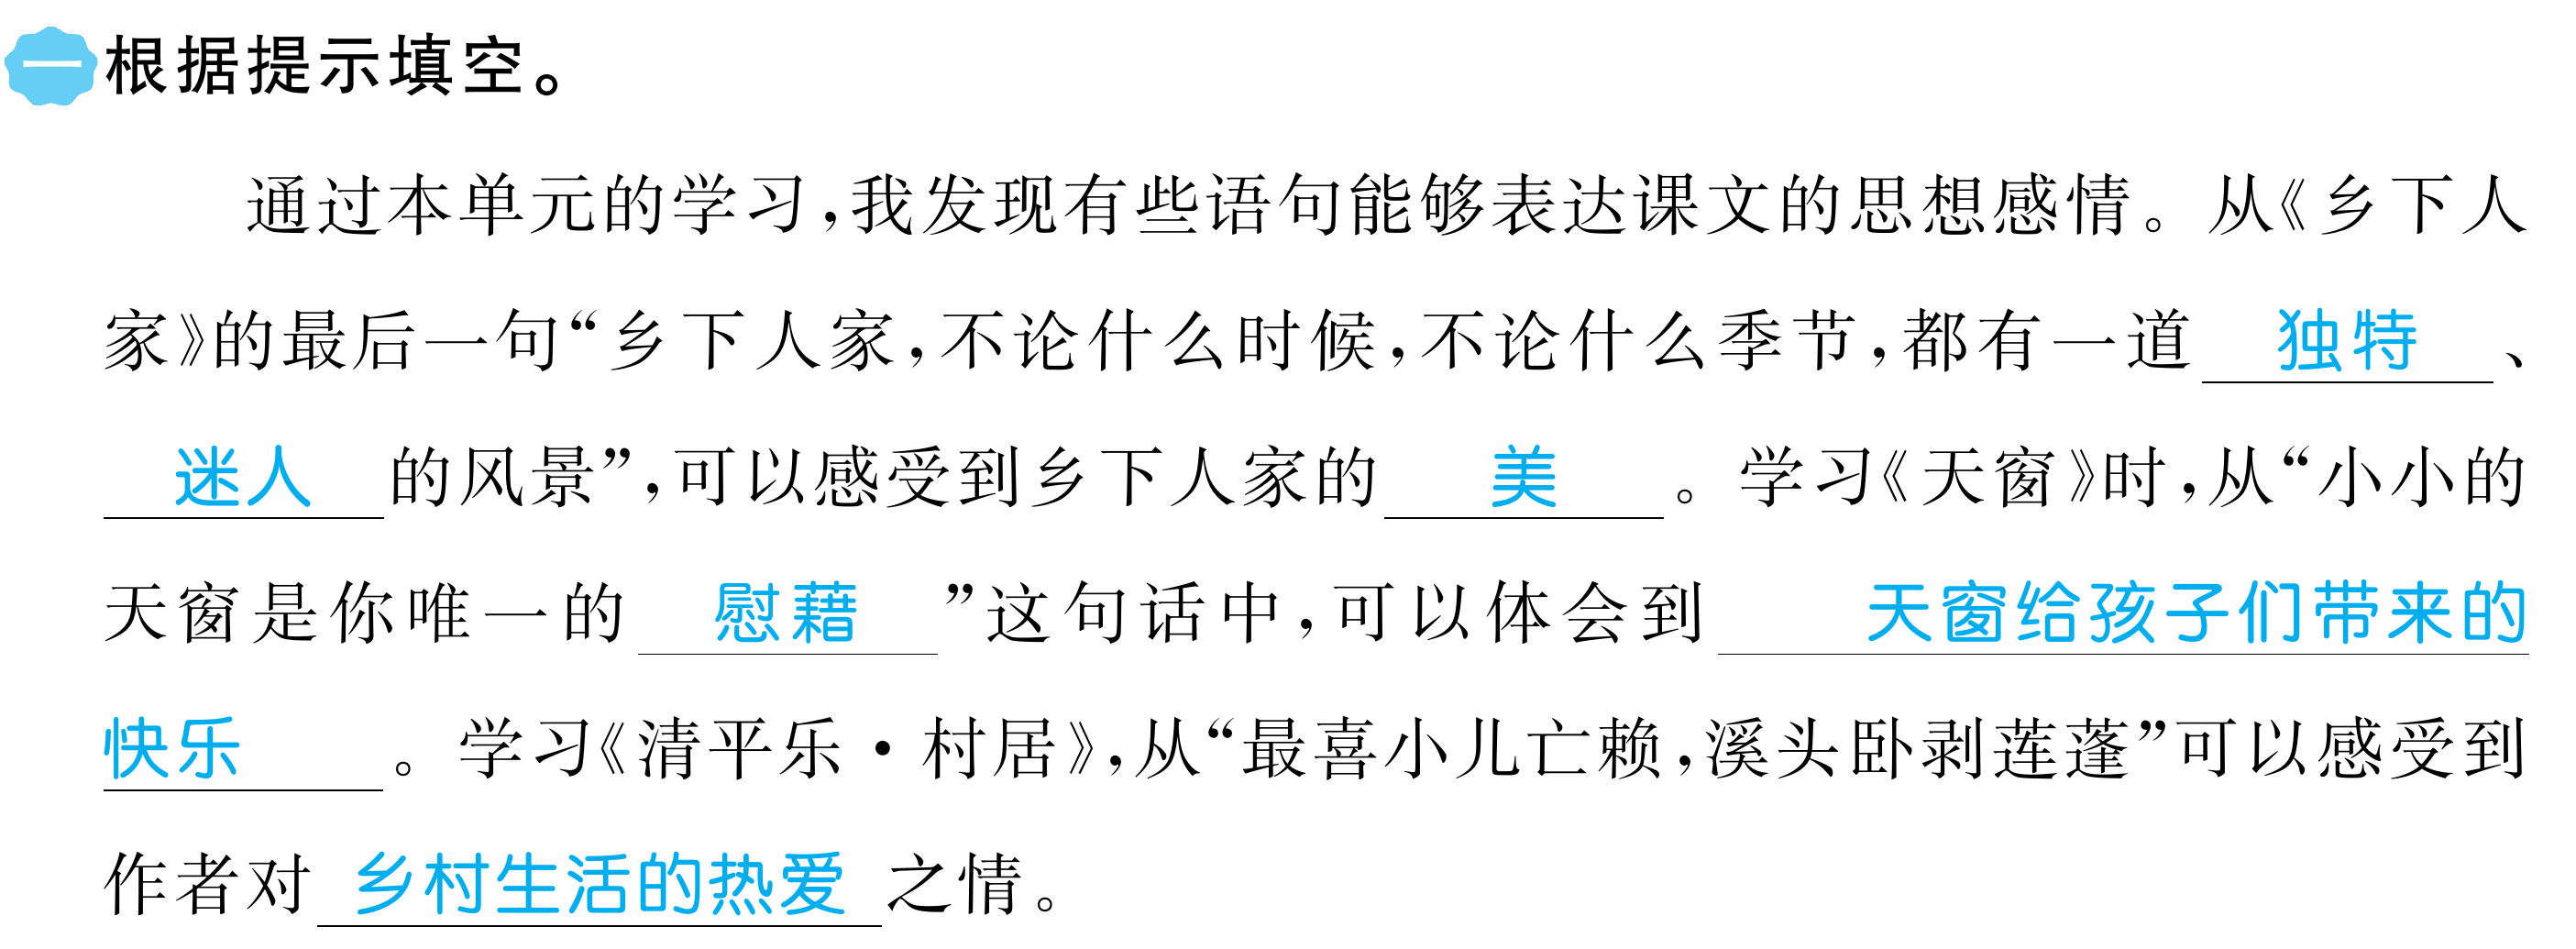 一 根据提示填空。
通过本单元的学习,我发现有些语句能够表达课文的思想感情。从《乡下人
家》的最后一句“乡下人家,不论什么时候,不论什么季节,都有一道 独特 、
迷人 的风景”,可以感受到乡下人家的 美 。学习《天窗》时,从“小小的
天窗是你唯一的 慰藉 ”这句话中,可以体会到 天窗给孩子们带来的
快乐 。学习《清平乐·村居》,从“最喜小儿亡赖,溪头卧剥莲蓬”可以感受到
作者对 乡村生活的热爱 之情。